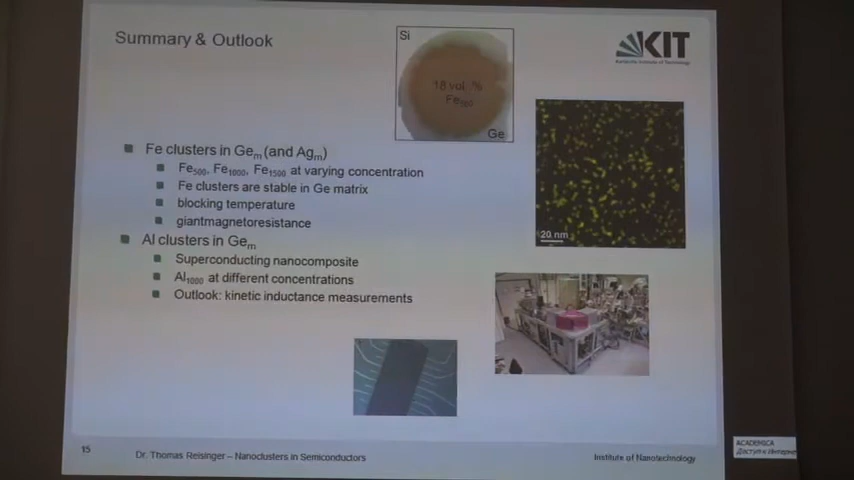 Summary & Outlook
Si
18 vol. %
Fe500
Ge
KIT
Karlsruhe Institute of Technology
Fe clusters in Gem (and Agm)
Fe500, Fe1000, Fe1500 at varying concentration
Fe clusters are stable in Ge matrix
blocking temperature
giantmagnetoresistance
Al clusters in Gem
Superconducting nanocomposite
Al1000 at different concentrations
Outlook: kinetic inductance measurements
20 nm
15
Dr. Thomas Reisinger – Nanoclusters in Semiconductors
Institute of Nanotechnology
ACADEMICA
Доступ к Интерне